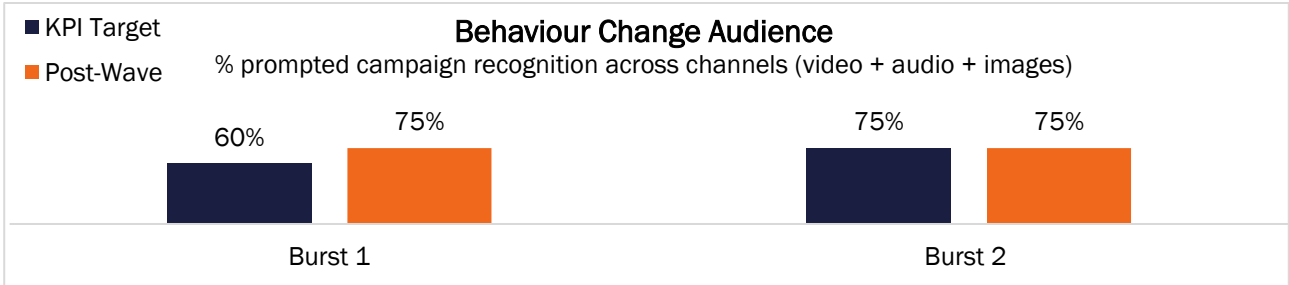 KPI Target
Post-Wave
Behaviour Change Audience
% prompted campaign recognition across channels (video + audio + images)
60%
75%
75%
75%
Burst 1
Burst 2